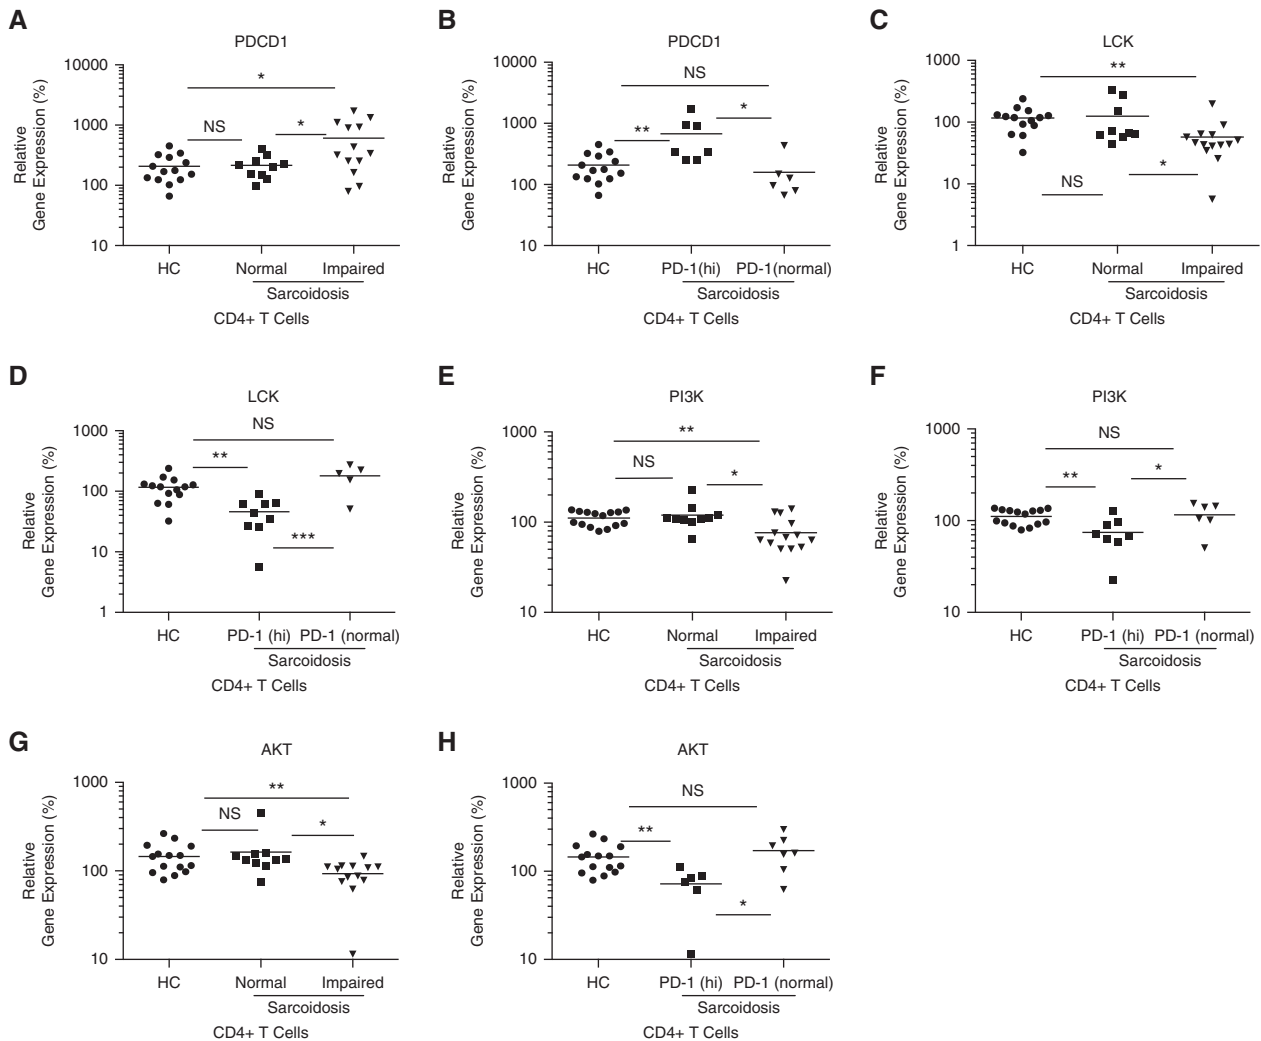 A
PDCD1
Relative
Gene Expression (%)
10000
1000
100
10
*
NS
*
HC
Normal
Impaired
Sarcoidosis
CD4+ T Cells
B
PDCD1
Relative
Gene Expression (%)
10000
1000
100
10
NS
**
*
HC
PD-1(hi)
PD-1(normal)
Sarcoidosis
CD4+ T Cells
C
LCK
Relative
Gene Expression (%)
1000
100
10
1
**
NS
*
HC
Normal
Impaired
Sarcoidosis
CD4+ T Cells
D
LCK
Relative
Gene Expression (%)
1000
100
10
1
NS
**
***
HC
PD-1 (hi)
PD-1 (normal)
Sarcoidosis
CD4+ T Cells
E
PI3K
Relative
Gene Expression (%)
1000
100
10
**
NS
*
HC
Normal
Impaired
Sarcoidosis
CD4+ T Cells
F
PI3K
Relative
Gene Expression (%)
1000
100
10
NS
**
*
HC
PD-1 (hi)
PD-1 (normal)
Sarcoidosis
CD4+ T Cells
G
AKT
Relative
Gene Expression (%)
1000
100
10
**
NS
*
HC
Normal
Impaired
Sarcoidosis
CD4+ T Cells
H
AKT
Relative
Gene Expression (%)
1000
100
10
NS
**
*
HC
PD-1 (hi)
PD-1 (normal)
Sarcoidosis
CD4+ T Cells